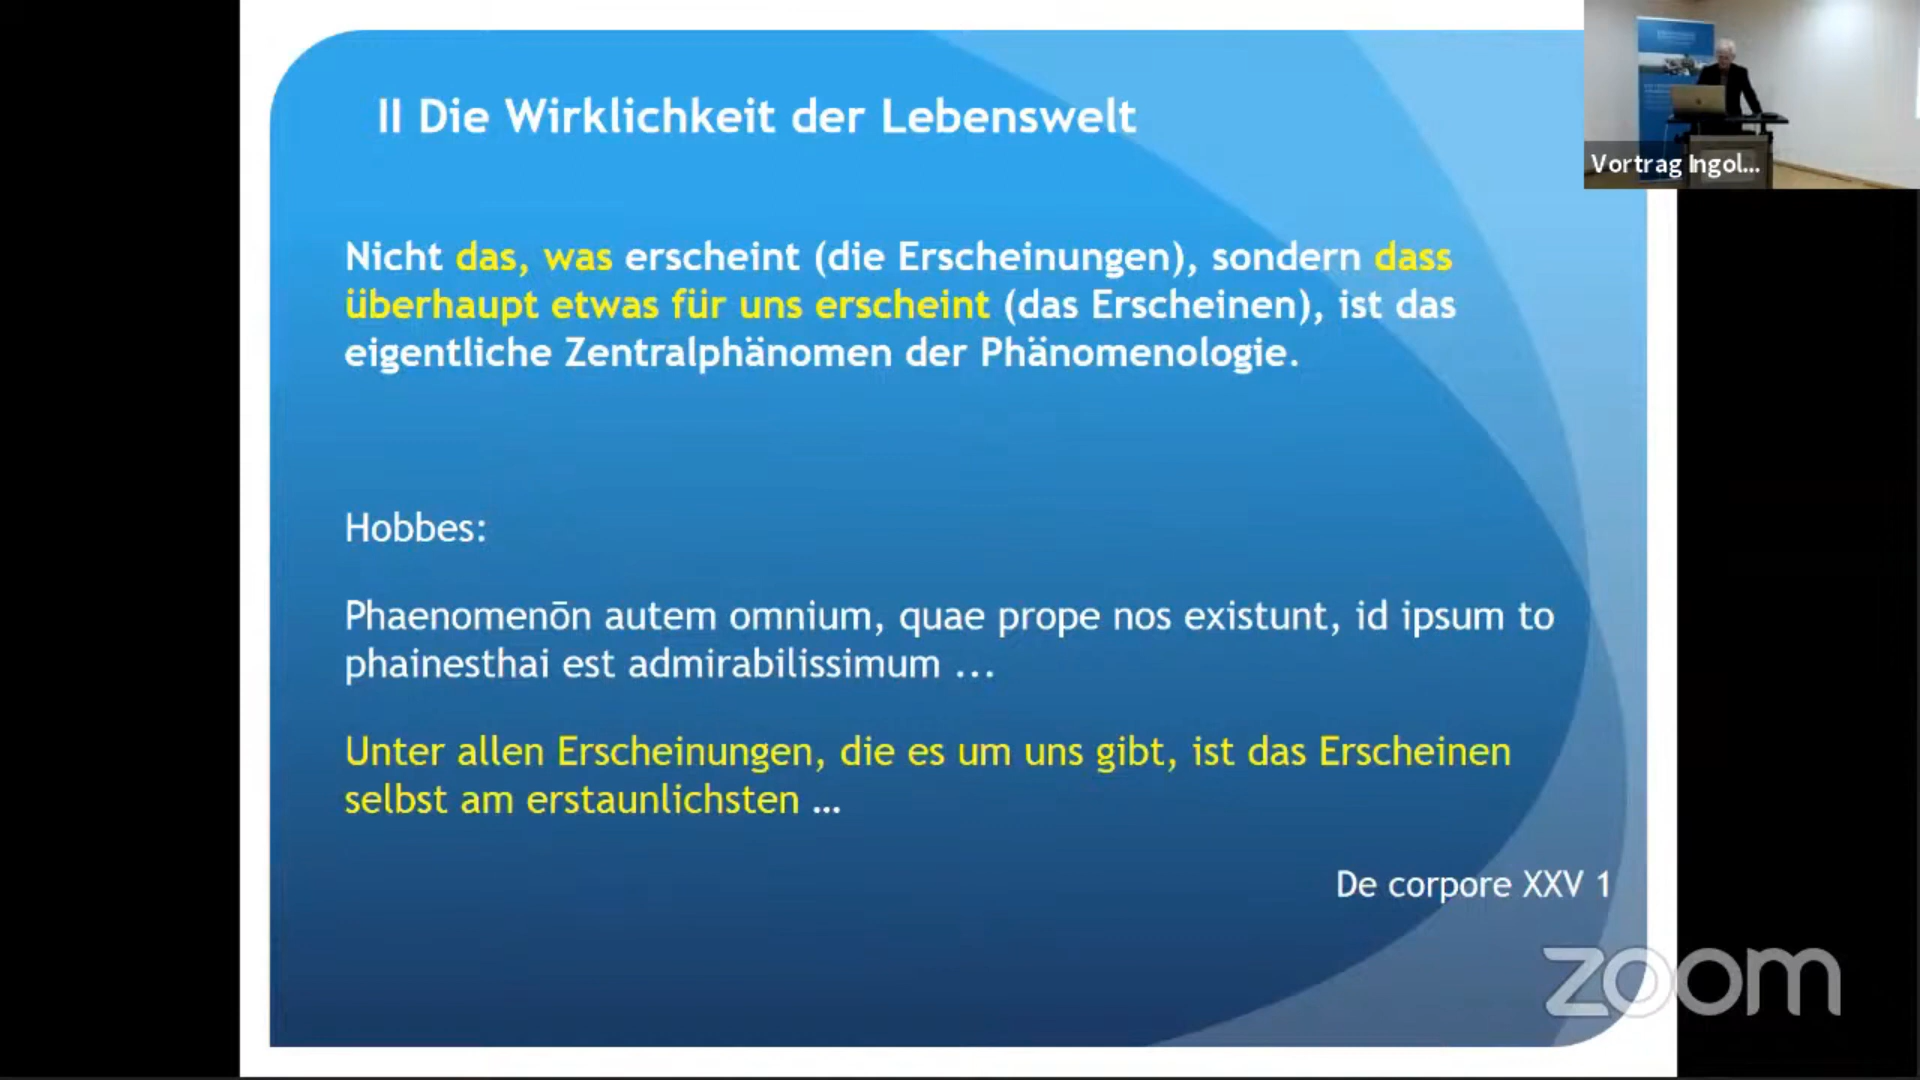 II Die Wirklichkeit der Lebenswelt
Vortrag Ingol...
Nicht das, was erscheint (die Erscheinungen), sondern dass
überhaupt etwas für uns erscheint (das Erscheinen), ist das
eigentliche Zentralphänomen der Phänomenologie.
Hobbes:
Phaenomenōn autem omnium, quae prope nos existunt, id ipsum to
phainesthai est admirabilissimum ...
Unter allen Erscheinungen, die es um uns gibt, ist das Erscheinen
selbst am erstaunlichsten ...
De corpore XXV 1
zoom